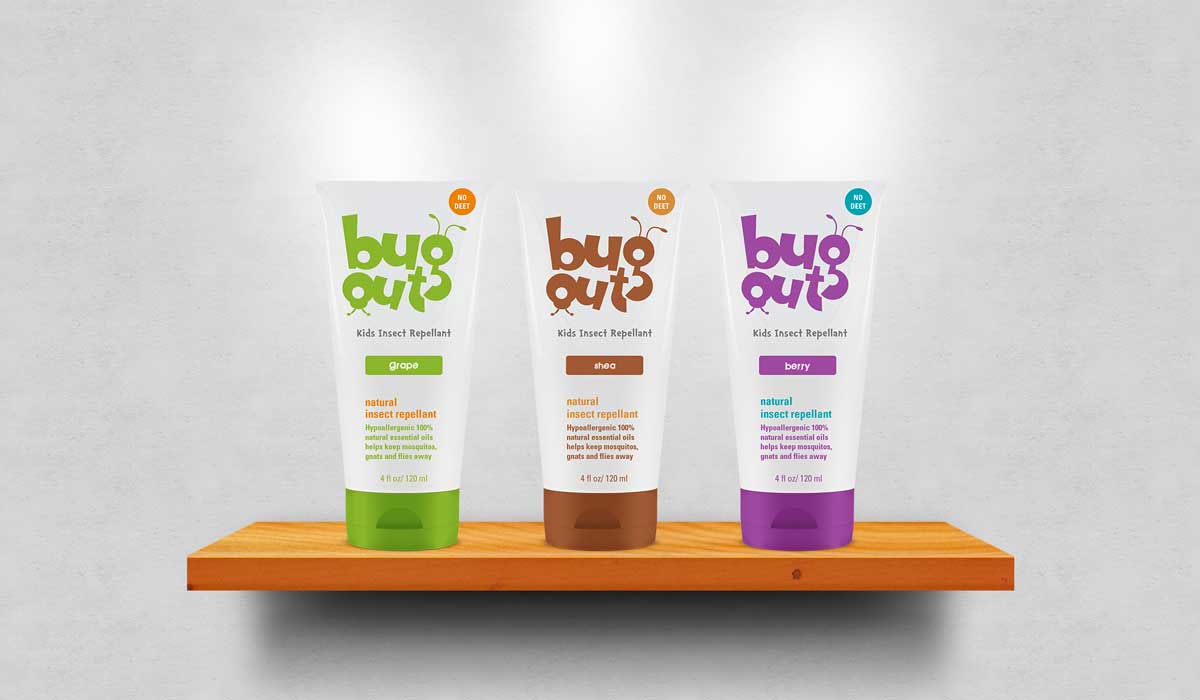 NO
DEET
bug
out
Kids Insect Repellant
grape
natural
insect repellant
Hypoallergenic 100%
natural essential oils
helps keep mosquitos,
gnats and flies away
4 fl oz/ 120 ml
NO
DEET
bug
out
Kids Insect Repellant
shea
natural
insect repellant
Hypoallergenic 100%
natural essential oils
helps keep mosquitos,
gnats and flies away
4 fl oz/ 120 ml
NO
DEET
bug
out
Kids Insect Repellant
berry
natural
insect repellant
Hypoallergenic 100%
natural essential oils
helps keep mosquitos,
gnats and flies away
4 fl oz/ 120 ml